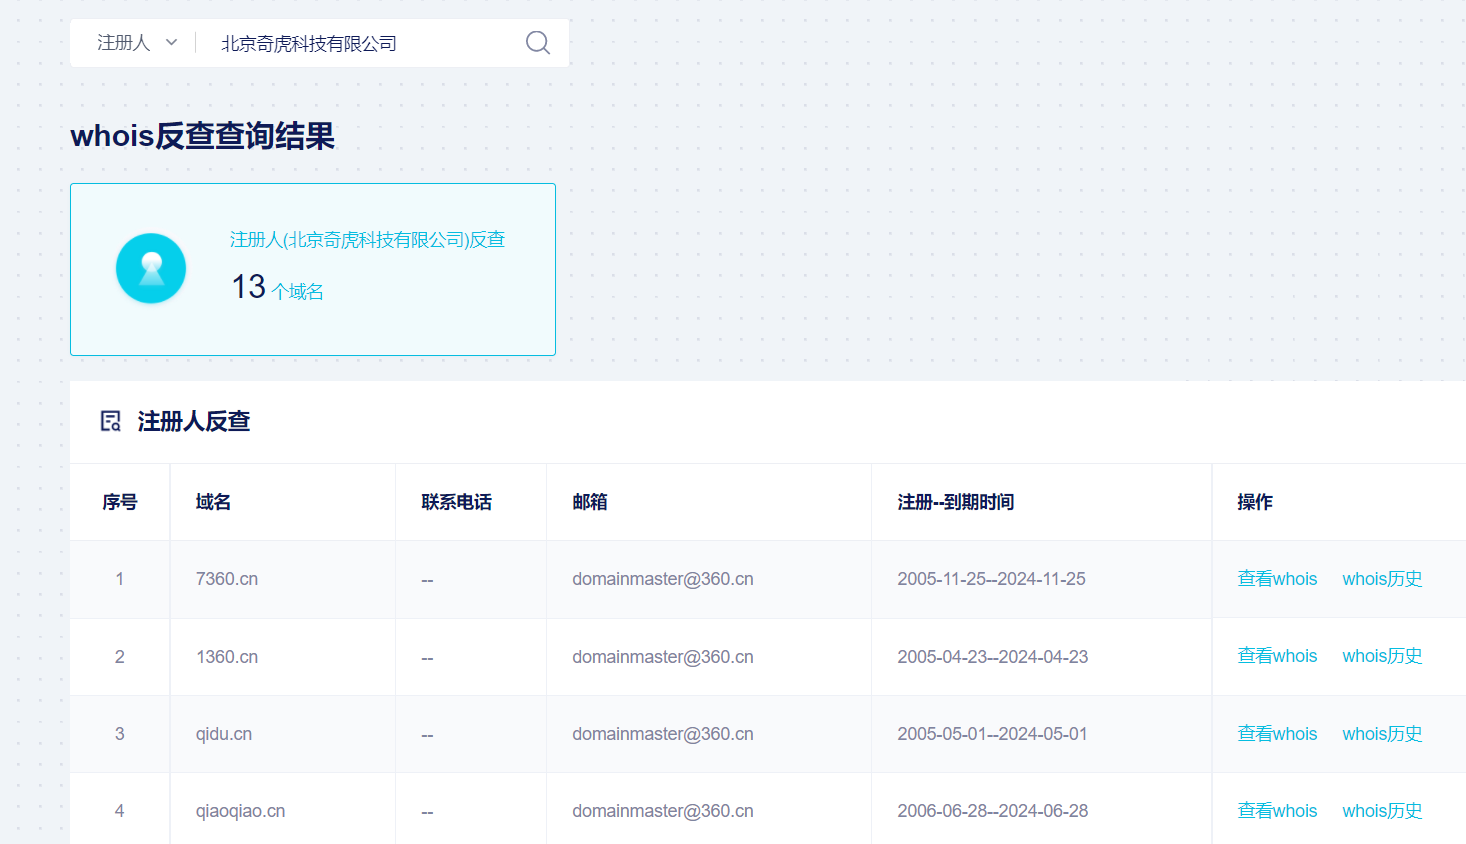 注册人 北京奇虎科技有限公司
whois反查查询结果
注册人(北京奇虎科技有限公司)反查
13 个域名
注册人反查
序号 域名 联系电话 邮箱 注册--到期时间 操作
1 7360.cn -- domainmaster@360.cn 2005-11-25--2024-11-25 查看whois whois历史
2 1360.cn -- domainmaster@360.cn 2005-04-23--2024-04-23 查看whois whois历史
3 qidu.cn -- domainmaster@360.cn 2005-05-01--2024-05-01 查看whois whois历史
4 qiaoqiao.cn -- domainmaster@360.cn 2006-06-28--2024-06-28 查看whois whois历史